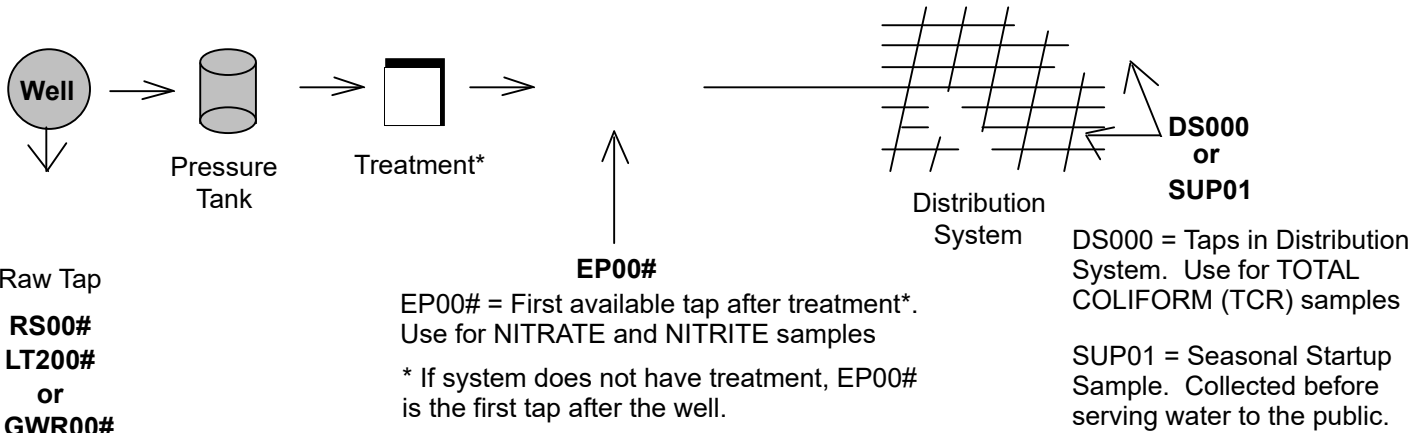 Well
Pressure
Tank
Treatment*
Distribution
System
DS000
or
SUP01
Raw Tap
RS00#
LT200#
or
GWR00#
EP00#
EP00# = First available tap after treatment*.
Use for NITRATE and NITRITE samples
* If system does not have treatment, EP00#
is the first tap after the well.
DS000 = Taps in Distribution
System. Use for TOTAL
COLIFORM (TCR) samples
SUP01 = Seasonal Startup
Sample. Collected before
serving water to the public.